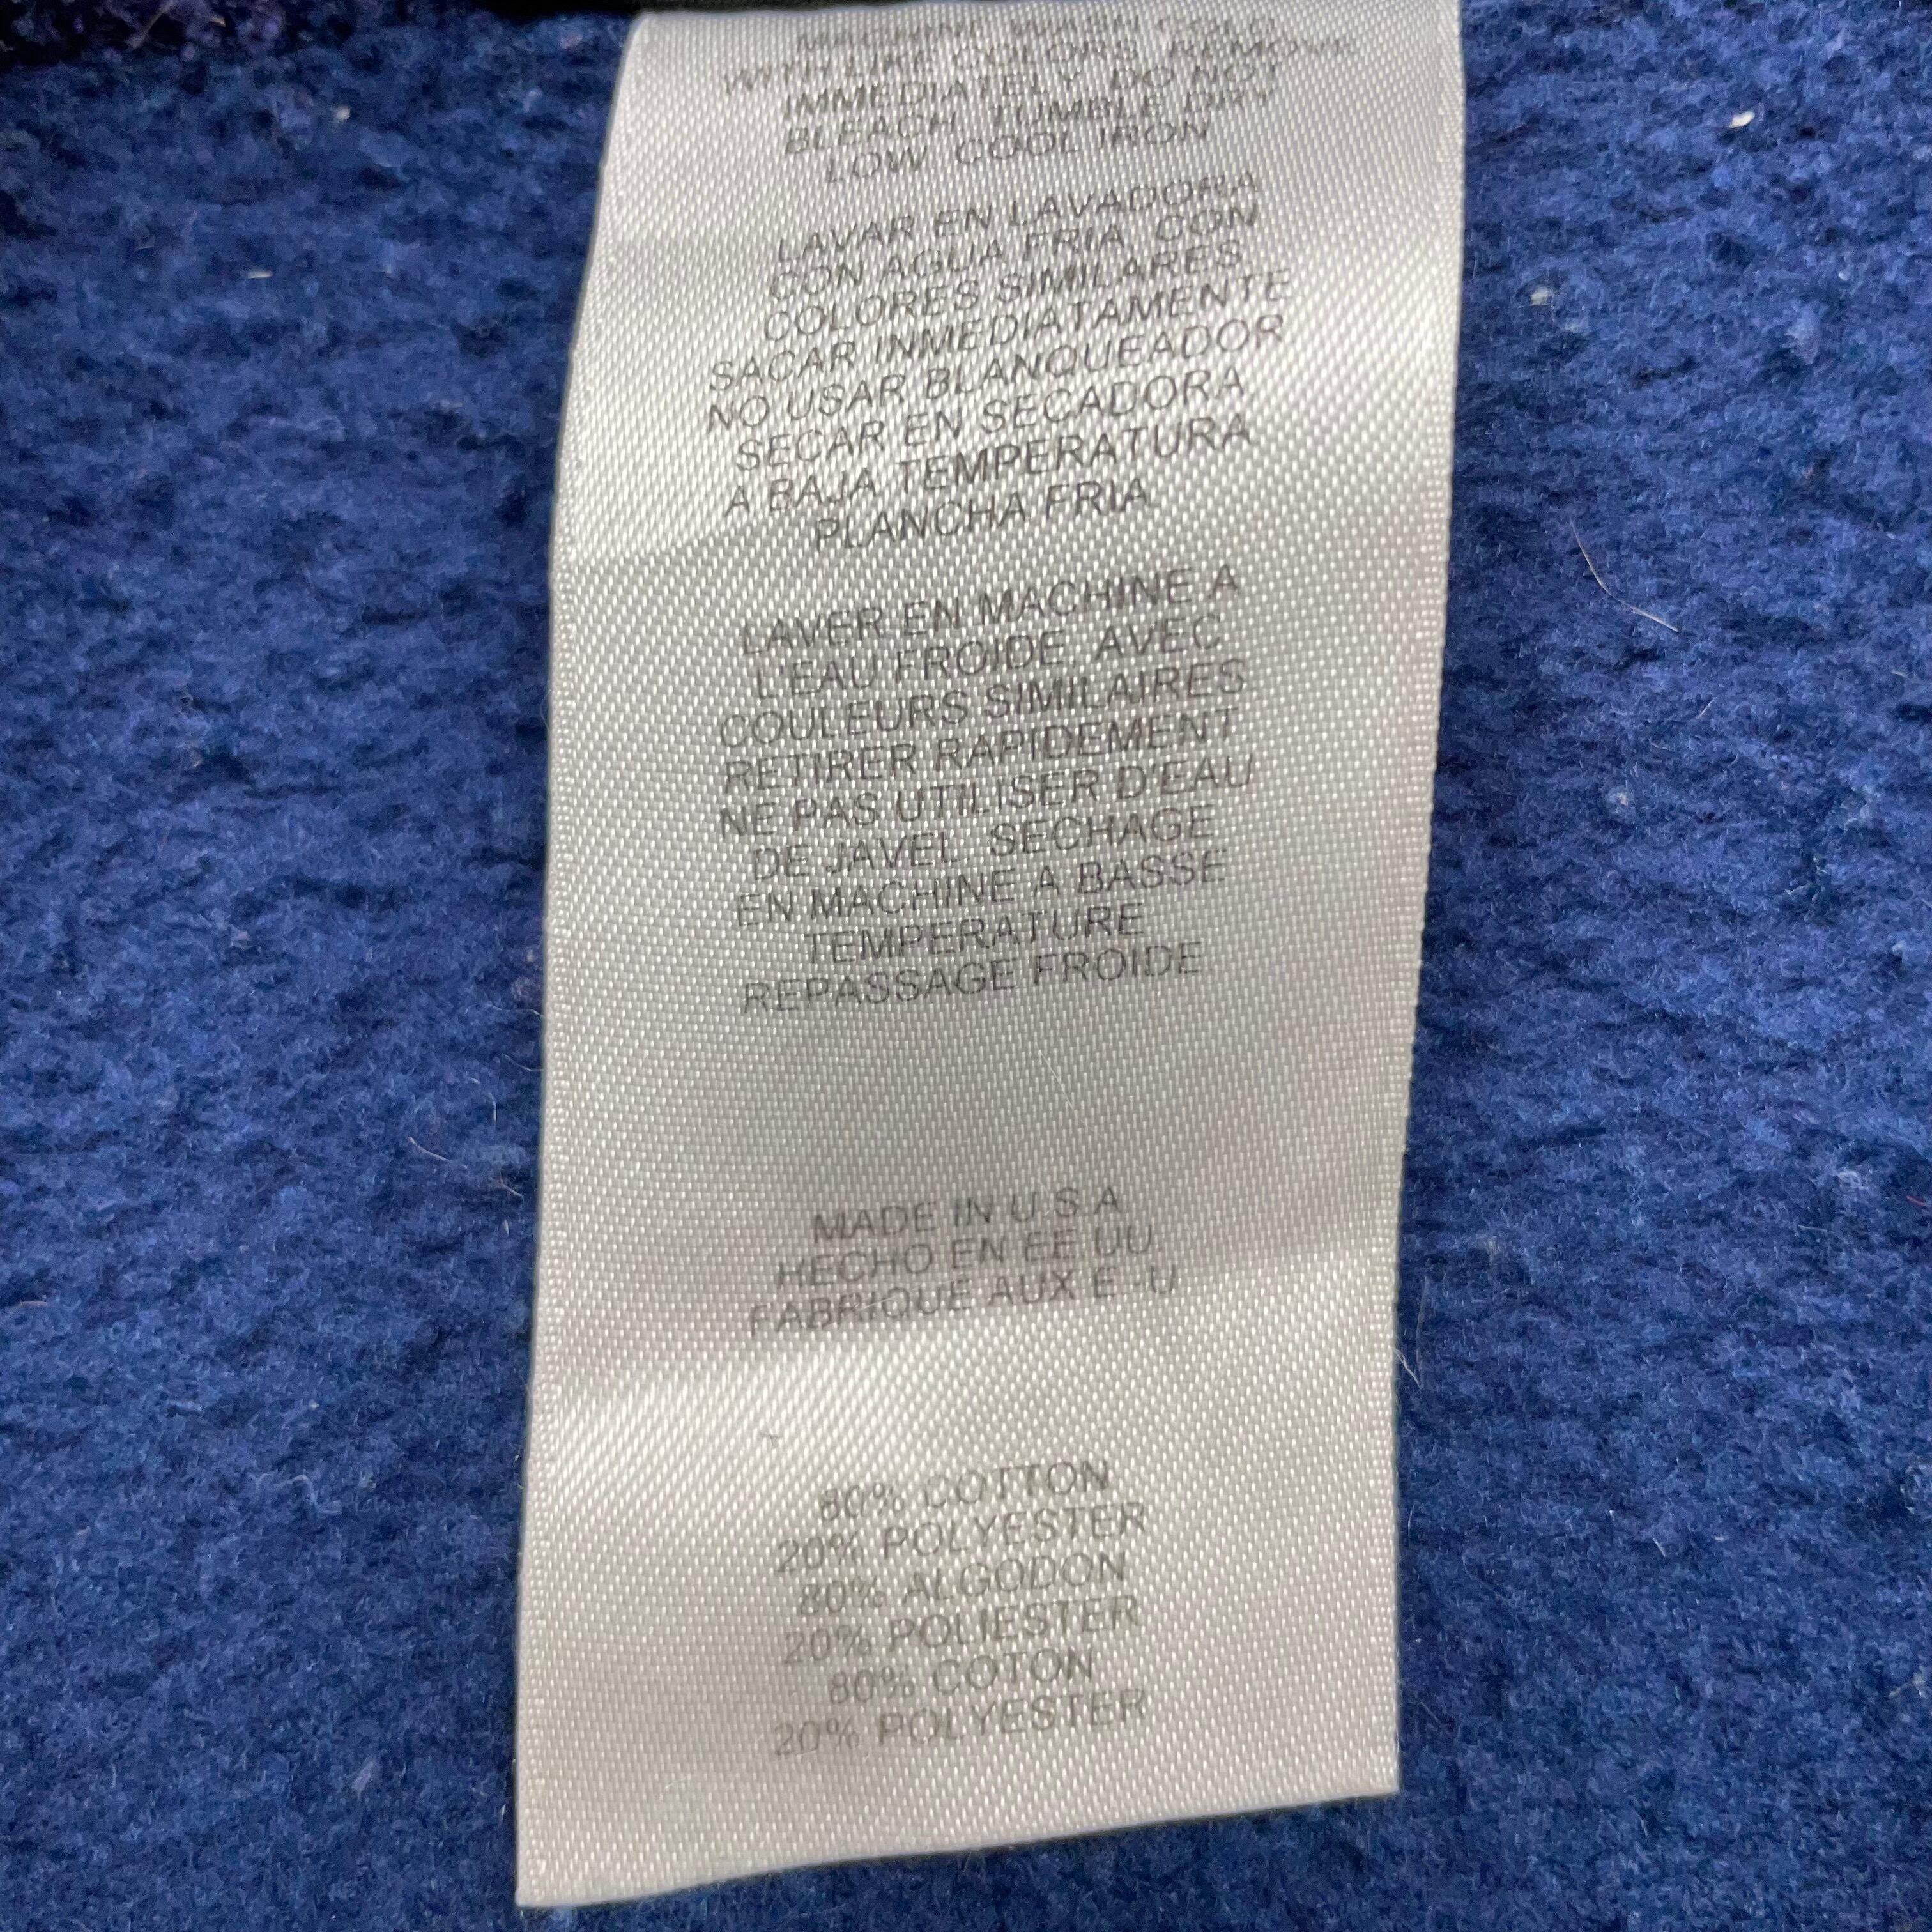 MACHINE WASH COLD
WITH LIKE COLORS REMOVE
IMMEDIATELY DO NOT
BLEACH TUMBLE DRY
LOW COOL IRON
LAVAR EN LAVADORA
CON AGUA FRIA CON
COLORES SIMILARES
SACAR INMEDIATAMENTE
NO USAR BLANQUEADOR
SECAR EN SECADORA
A BAJA TEMPERATURA
PLANCHA FRIA
LAVER EN MACHINE A
L'EAU FROIDE AVEC
COULEURS SIMILAIRES
RETIRER RAPIDEMENT
NE PAS UTILISER D'EAU
DE JAVEL SECHAGE
EN MACHINE A BASSE
TEMPERATURE
REPASSAGE FROIDE
MADE IN U S A
HECHO EN EE UU
FABRIQUE AUX E-U
80% COTTON
20% POLYESTER
80% ALGODON
20% POLIESTER
80% COTON
20% POLYESTER